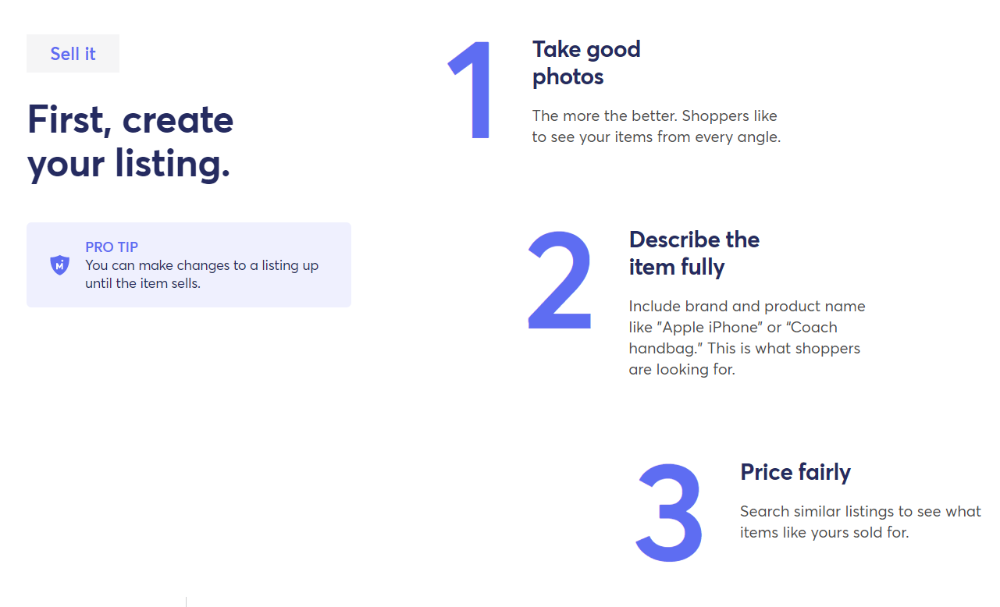 Sell it
First, create
your listing.
PRO TIP
You can make changes to a listing up
until the item sells.
1
Take good
photos
The more the better. Shoppers like
to see your items from every angle.
2
Describe the
item fully
Include brand and product name
like ”Apple iPhone” or “Coach
handbag.” This is what shoppers
are looking for.
3
Price fairly
Search similar listings to see what
items like yours sold for.